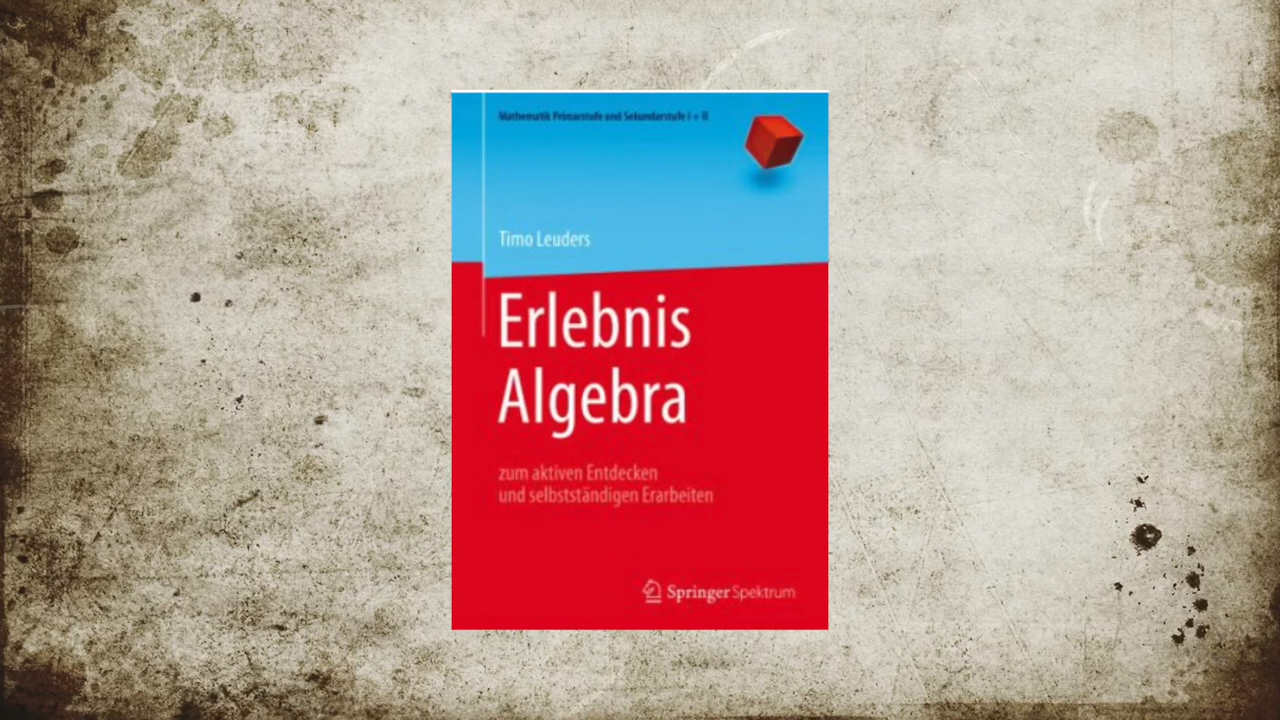 Mathematik Primarstufe und Sekundarstufe I + II
Timo Leuders
Erlebnis
Algebra
zum aktiven Entdecken
und selbstständigen Erarbeiten
Springer Spektrum